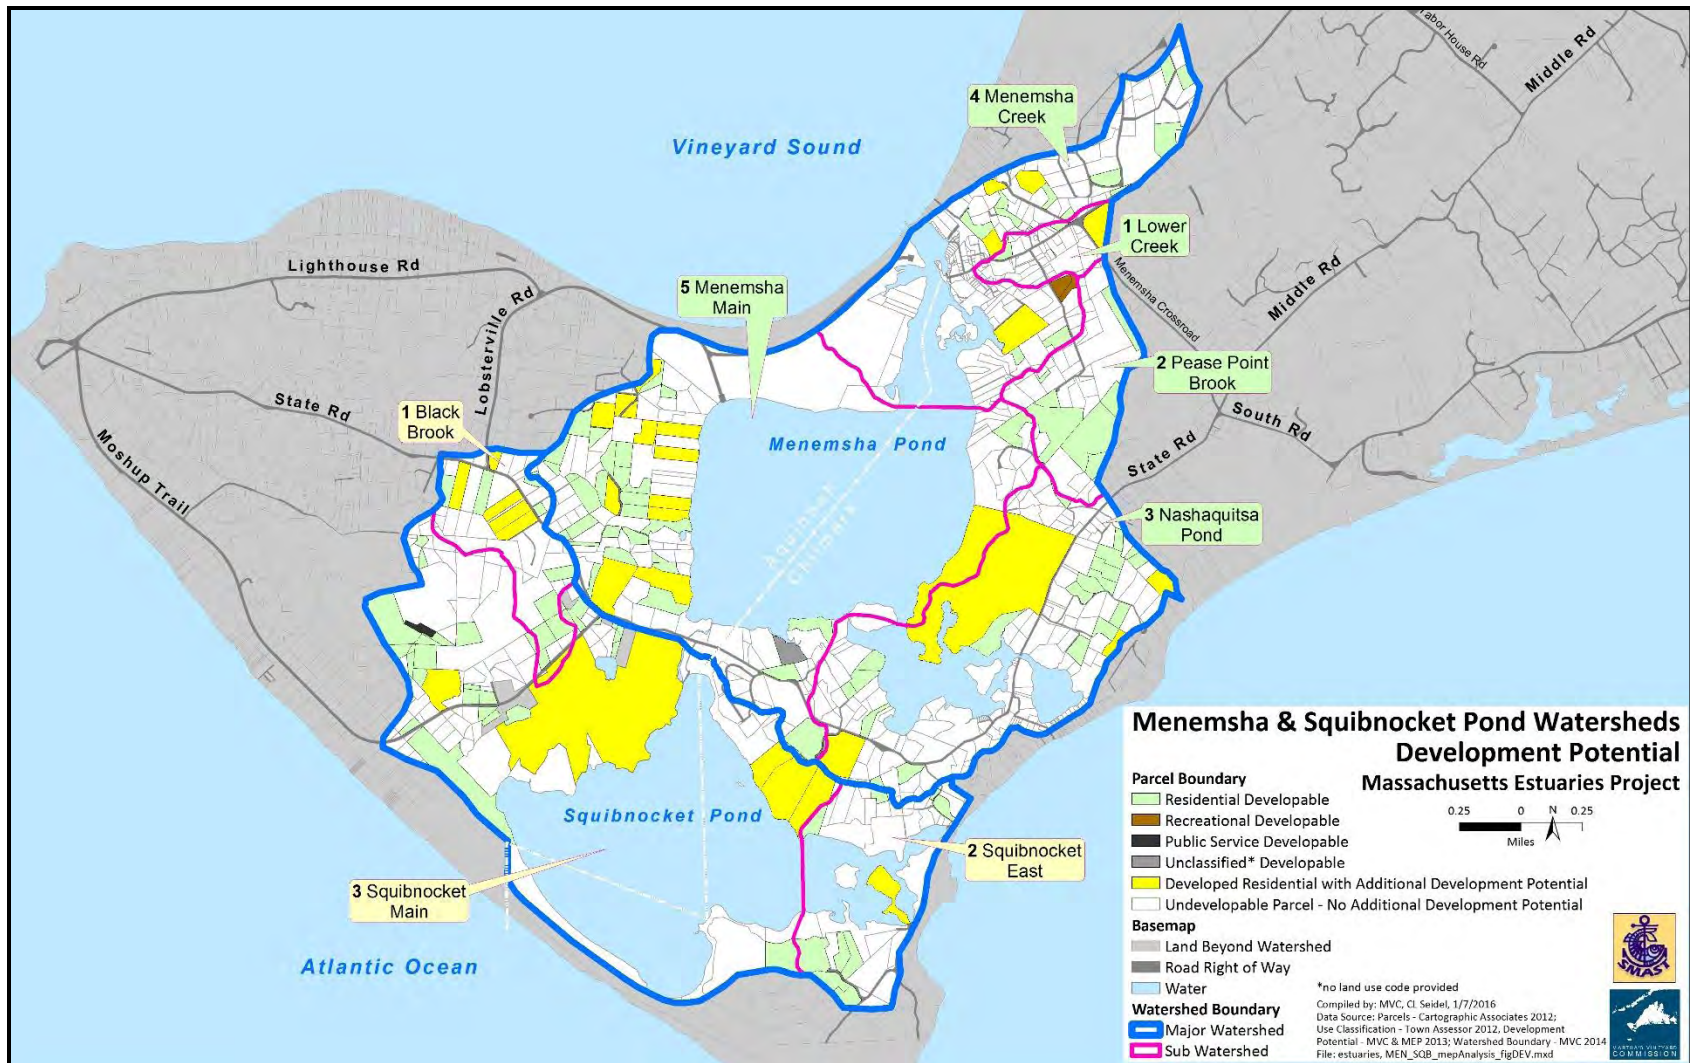 Tabor House Rd
Middle Rd
4 Menemsha
Creek
Vineyard Sound
1 Lower
Creek
Lighthouse Rd
Menemsha Crossroad
Middle Rd
5 Menemsha
Main
Lobsterville Rd
2 Pease Point
Brook
State Rd
1 Black
Brook
South Rd
Menemsha Pond
State Rd
Moshup Trail
3 Nashaquitsa
Pond
Aquinnah
Chilmark
Squibnocket Pond
2 Squibnocket
East
3 Squibnocket
Main
Atlantic Ocean
Menemsha & Squibnocket Pond Watersheds
Development Potential
Massachusetts Estuaries Project
Parcel Boundary
Residential Developable
Recreational Developable
Public Service Developable
Unclassified* Developable
Developed Residential with Additional Development Potential
Undevelopable Parcel - No Additional Development Potential
0.25 0 N 0.25
Miles
Basemap
Land Beyond Watershed
Road Right of Way
Water
Watershed Boundary
Major Watershed
Sub Watershed
*no land use code provided
Compiled by: MVC, CL Seidel, 1/7/2016
Data Source: Parcels - Cartographic Associates 2012;
Use Classification - Town Assessor 2012, Development
Potential - MVC & MEP 2013; Watershed Boundary - MVC 2014
File: estuaries, MEN_SQB_mepAnalysis_figDEV.mxd
SMAST
MARTHA'S VINEYARD
COMMISSION